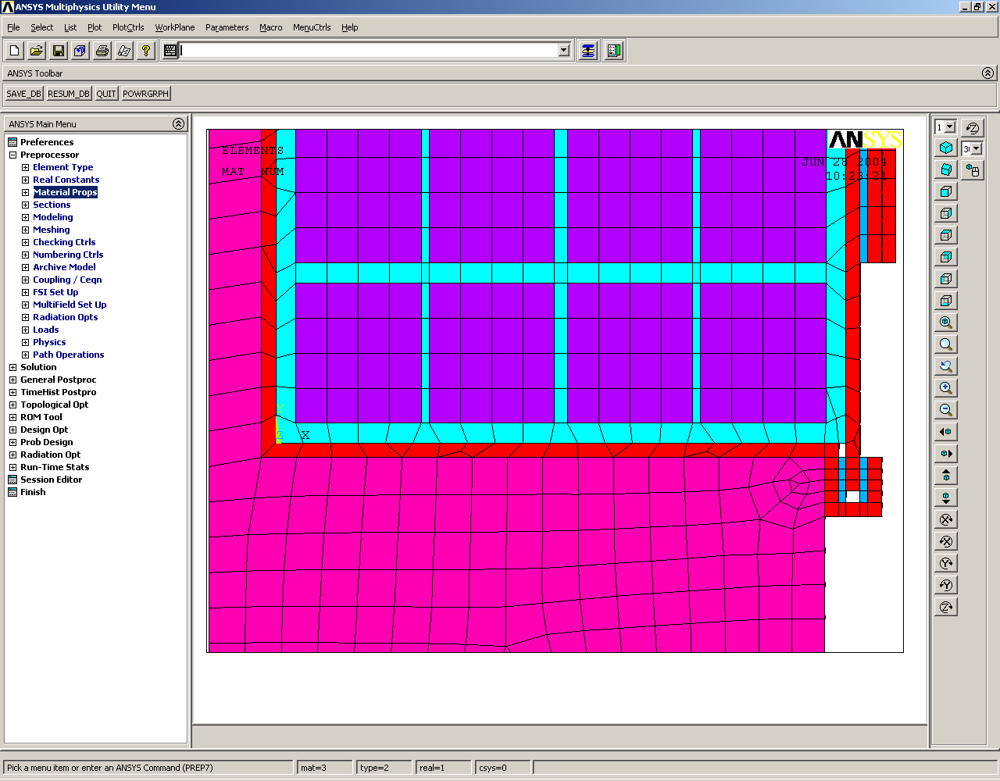 ANSYS Multiphysics Utility Menu
File Select List Plot PlotCtrls WorkPlane Parameters Macro MenuCtrls Help
ANSYS Toolbar
SAVE_DB RESUM_DB QUIT POWRGRPH
ANSYS Main Menu
Preferences
Preprocessor
Element Type
Real Constants
Material Props
Sections
Modeling
Meshing
Checking Ctrls
Numbering Ctrls
Archive Model
Coupling / Ceqn
FSI Set Up
MultiField Set Up
Radiation Opts
Loads
Physics
Path Operations
Solution
General Postproc
TimeHist Postpro
Topological Opt
ROM Tool
Design Opt
Prob Design
Radiation Opt
Run-Time Stats
Session Editor
Finish
ELEMENTS
MAT NUM
ANSYS
JUN 28 2004
10:23:21
Y
Z X
1
3
Pick a menu item or enter an ANSYS Command (PREP7) mat=3 type=2 real=1 csys=0